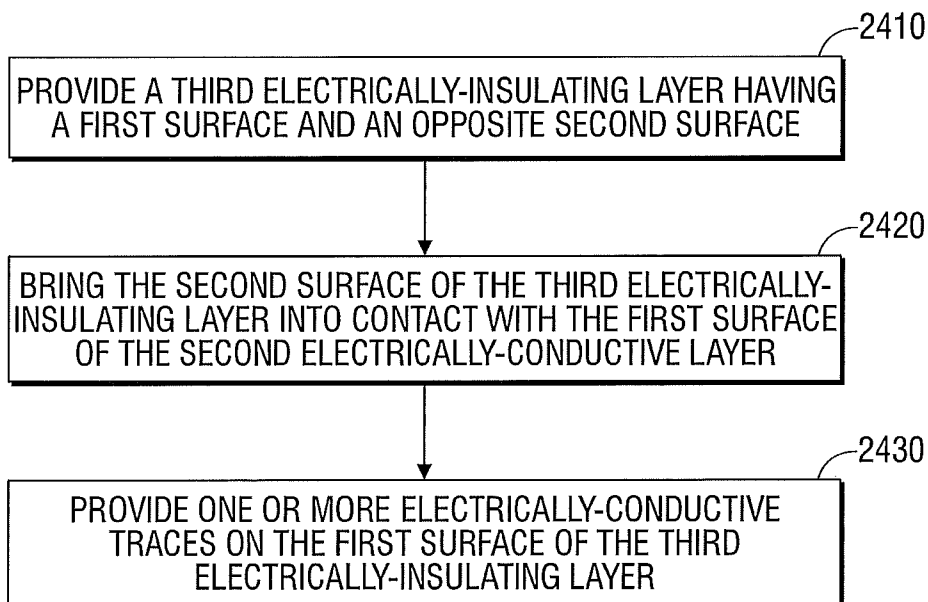 2410
PROVIDE A THIRD ELECTRICALLY-INSULATING LAYER HAVING
A FIRST SURFACE AND AN OPPOSITE SECOND SURFACE
2420
BRING THE SECOND SURFACE OF THE THIRD ELECTRICALLY-
INSULATING LAYER INTO CONTACT WITH THE FIRST SURFACE
OF THE SECOND ELECTRICALLY-CONDUCTIVE LAYER
2430
PROVIDE ONE OR MORE ELECTRICALLY-CONDUCTIVE
TRACES ON THE FIRST SURFACE OF THE THIRD
ELECTRICALLY-INSULATING LAYER